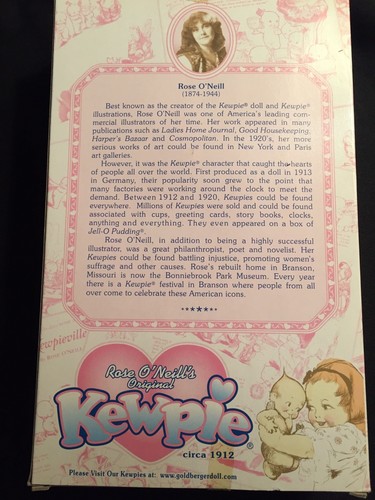 Rose O'Neill
(1874-1944)
Best known as the creator of the Kewpie® doll and Kewpie®
illustrations, Rose O'Neill was one of America's leading com-
mercial illustrators of her time. Her work appeared in many
publications such as Ladies Home Journal, Good Housekeeping,
Harper's Bazaar and Cosmopolitan. In the 1920's, her more
serious works of art could be found in New York and Paris
art galleries.
However, it was the Kewpie® character that caught the hearts
of people all over the world. First produced as a doll in 1913
in Germany, their popularity soon grew to the point that
many factories were working around the clock to meet the
demand. Between 1912 and 1920, Kewpies could be found
everywhere. Millions of Kewpies were sold and could be found
associated with cups, greeting cards, story books, clocks,
anything and everything. They even appeared on a box of
Jell-O Pudding®.
Rose O'Neill, in addition to being a highly successful
illustrator, was a great philanthropist, poet and novelist. Her
Kewpies could be found battling injustice, promoting women's
suffrage and other causes. Rose's rebuilt home in Branson,
Missouri is now the Bonniebrook Park Museum. Every year
there is a Kewpie® festival in Branson where people from all
over come to celebrate these American icons.
ewpieville
Rose O'Neill's
Original
Kewpie®
circa 1912
Please Visit Our Kewpies at: www.goldbergerdoll.com